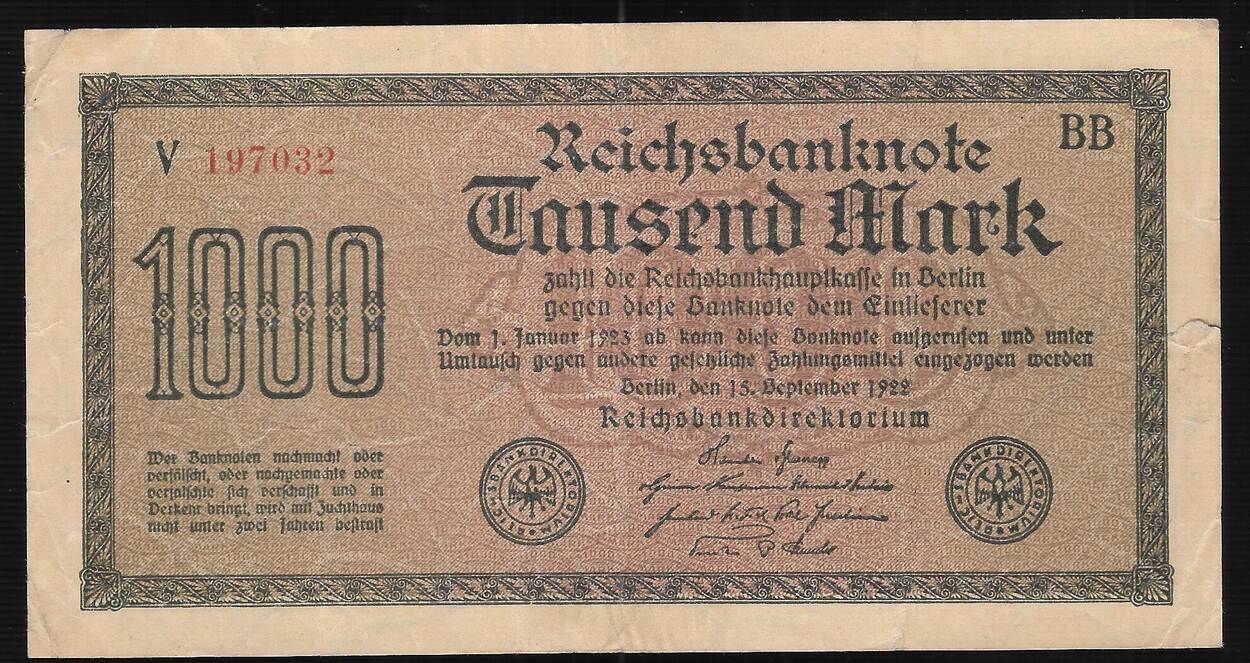 V 197032
BB
Reichsbanknote
Tausend Mark
1000
zahlt die Reichsbankhauptkasse in Berlin
gegen diese Banknote dem Einlieferer
Vom 1. Januar 1923 ab kann diese Banknote aufgerufen und unter
Umtausch gegen andere gesetzliche Zahlungsmittel eingezogen werden
Berlin, den 15. September 1922
Reichsbankdirektorium
Wer Banknoten nachmacht oder
verfälscht, oder nachgemachte oder
verfälschte sich verschafft und in
Verkehr bringt, wird mit Zuchthaus
nicht unter zwei Jahren bestraft
REICHSBANKDIREKTORIUM
REICHSBANKDIREKTORIUM